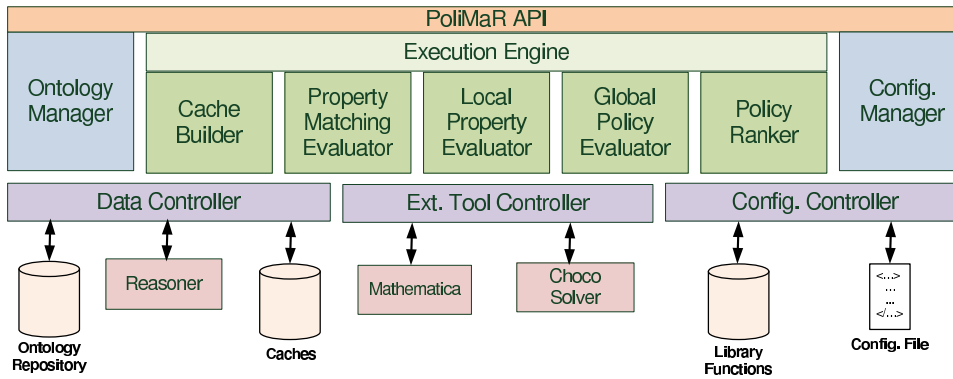 PoliMaR API
Ontology
Manager
Execution Engine
Cache
Builder
Property
Matching
Evaluator
Local
Property
Evaluator
Global
Policy
Evaluator
Policy
Ranker
Config.
Manager
Data Controller
Ext. Tool Controller
Config. Controller
Ontology
Repository
Reasoner
Caches
Mathematica
Choco
Solver
Library
Functions
<...>
...
...
</...>
Config. File